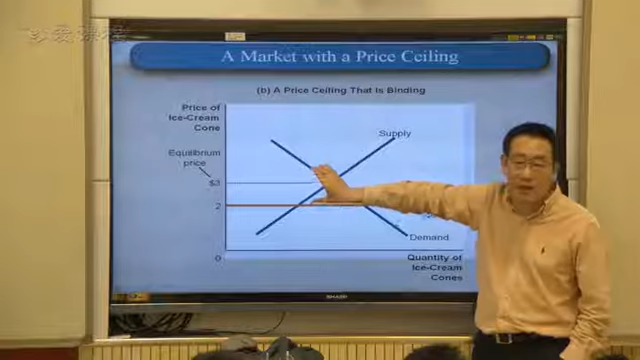 A Market with a Price Ceiling
(b) A Price Ceiling That Is Binding
Price of
Ice-Cream
Cone
Supply
Equilibrium
price
$3
2
Demand
0
Quantity of
Ice-Cream
Cones
SHARP